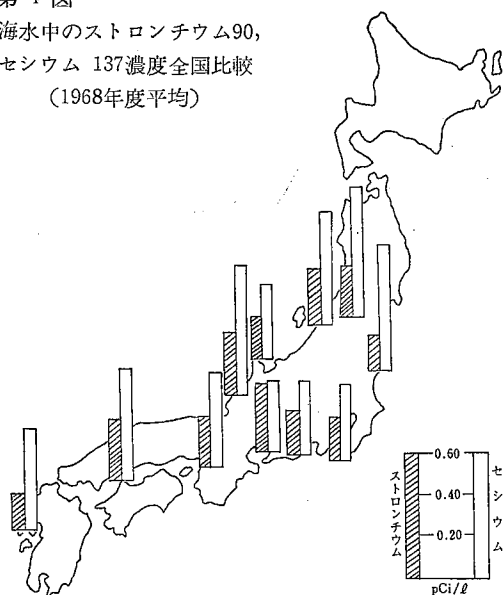 第 1 図
海水中のストロンチウム90,
セシウム 137濃度全国比較
(1968年度平均)
ストロンチウム
0.60
0.40
0.20
セシウム
pCi/ℓ